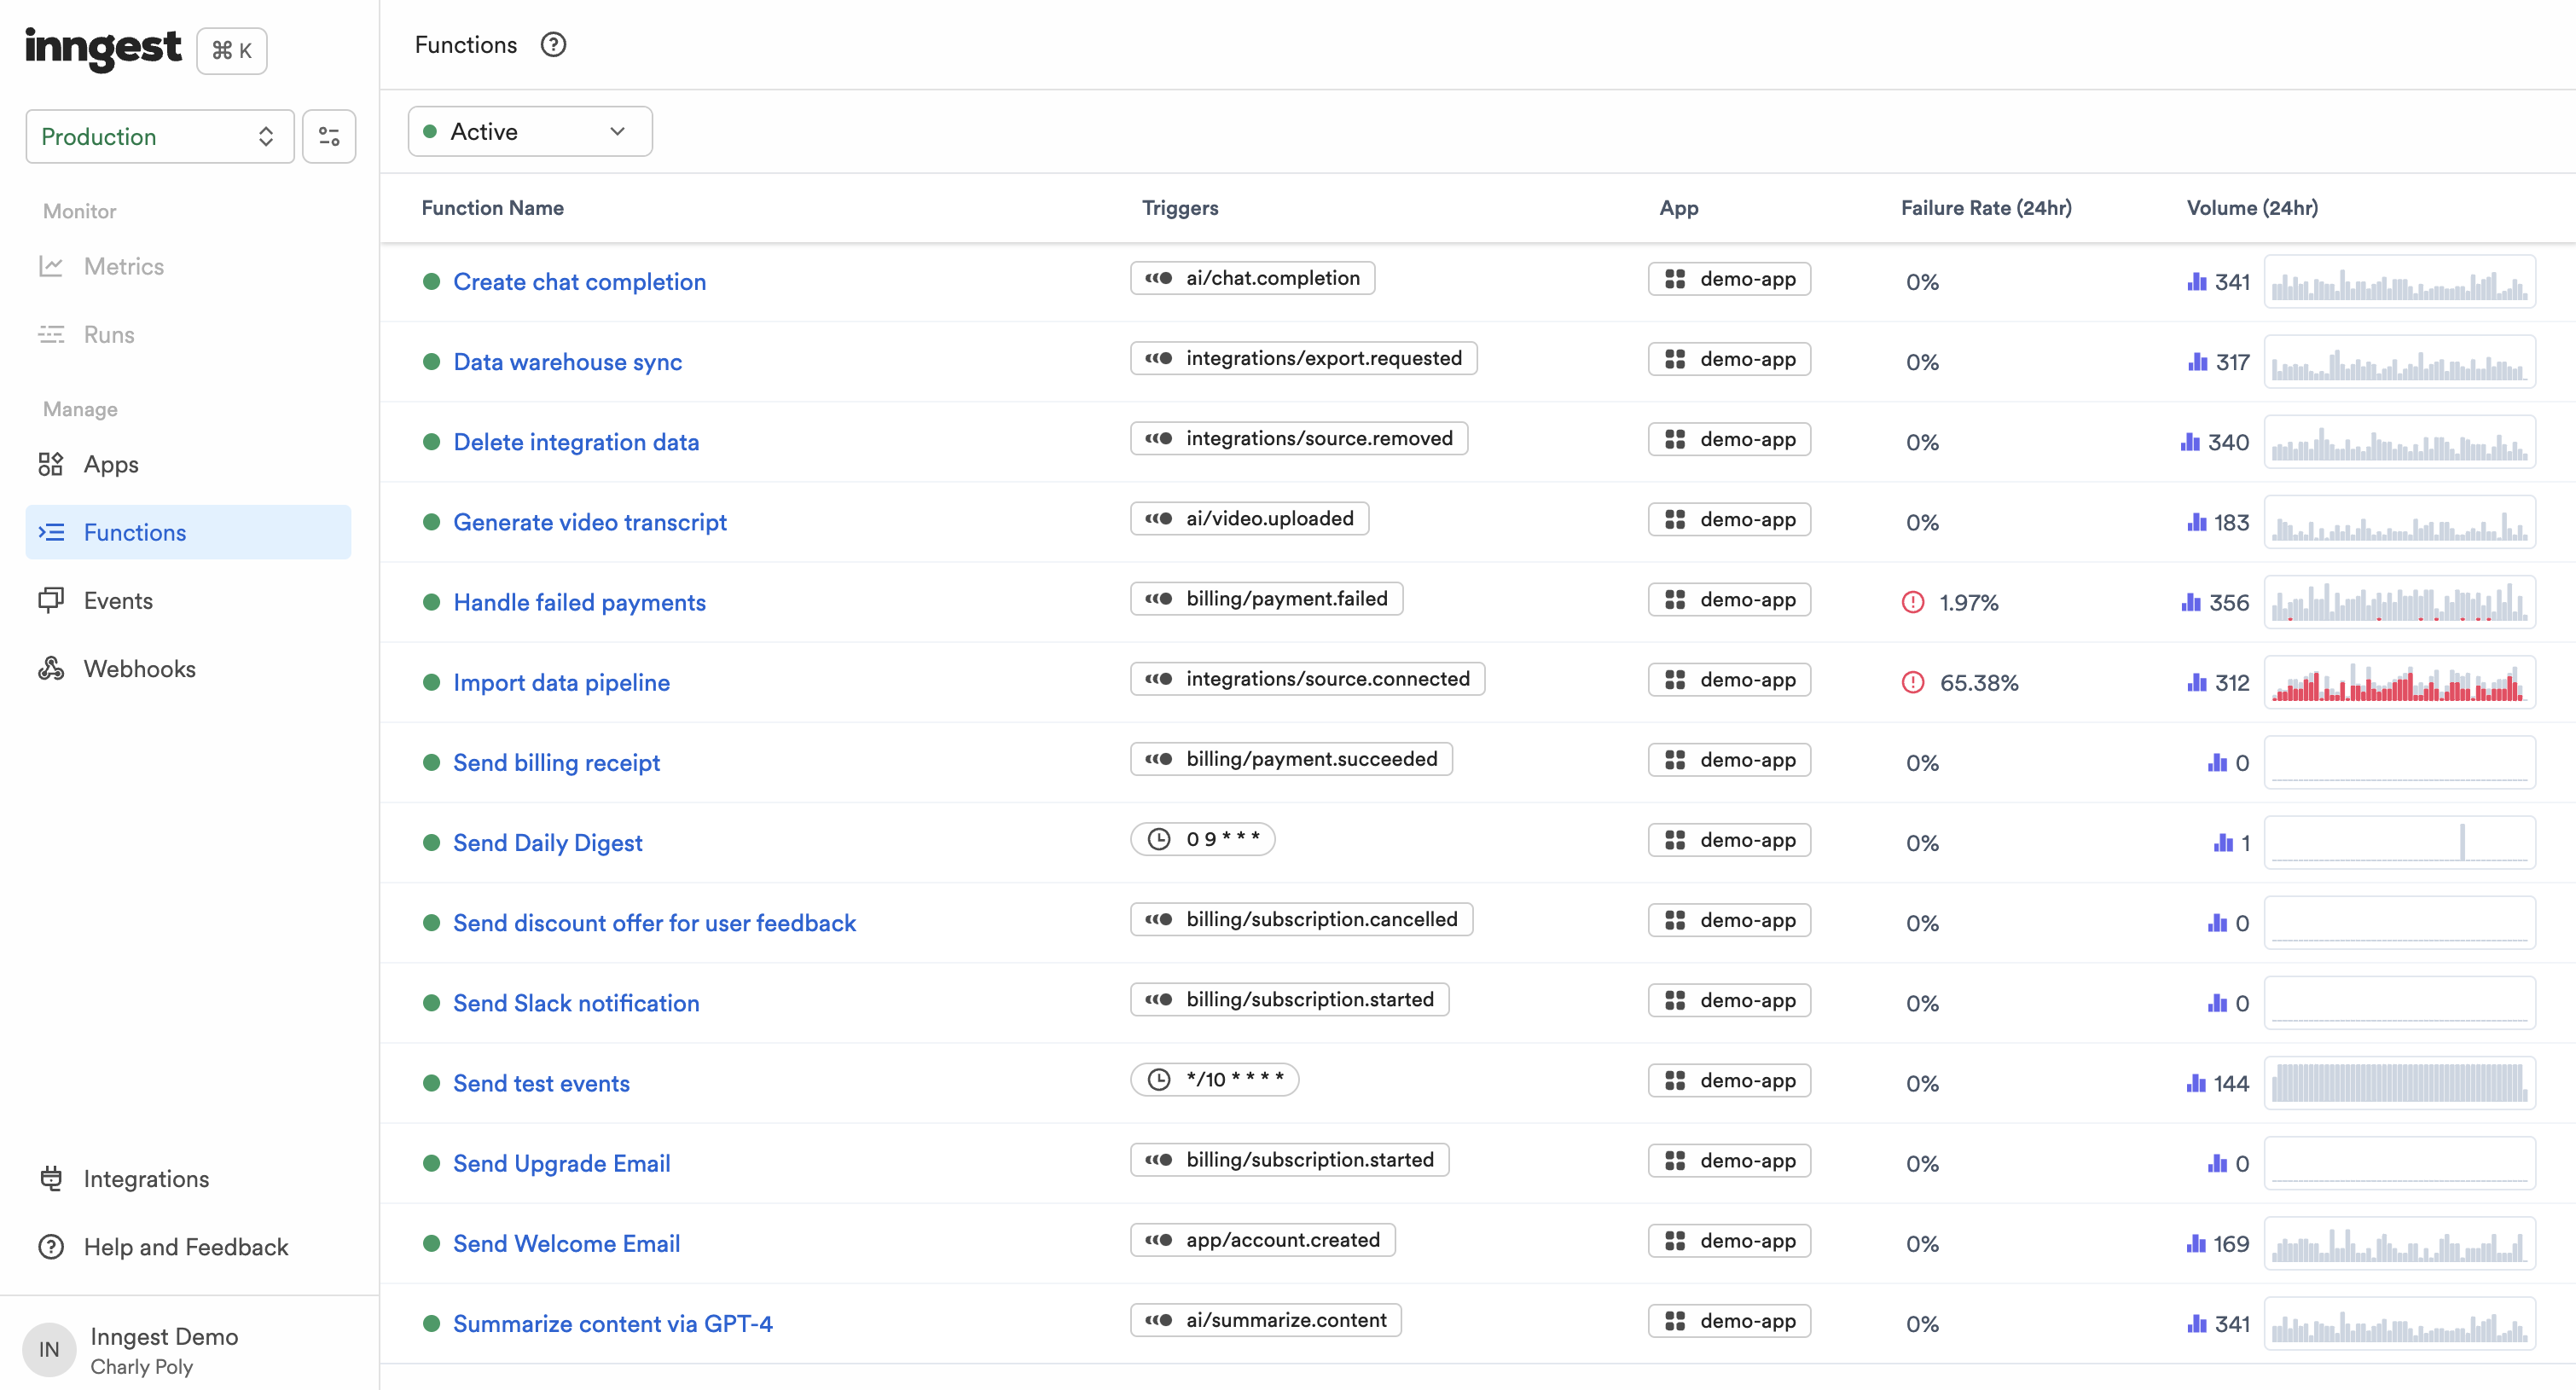 inngest ⌘ K
Production
Monitor
Metrics
Runs
Manage
Apps
Functions
Events
Webhooks
Integrations
Help and Feedback
IN Inngest Demo
Charly Poly
Functions ?
Active
Function Name Triggers App Failure Rate (24hr) Volume (24hr)
Create chat completion ai/chat.completion demo-app 0% 341
Data warehouse sync integrations/export.requested demo-app 0% 317
Delete integration data integrations/source.removed demo-app 0% 340
Generate video transcript ai/video.uploaded demo-app 0% 183
Handle failed payments billing/payment.failed demo-app 1.97% 356
Import data pipeline integrations/source.connected demo-app 65.38% 312
Send billing receipt billing/payment.succeeded demo-app 0% 0
Send Daily Digest 0 9 * * * demo-app 0% 1
Send discount offer for user feedback billing/subscription.cancelled demo-app 0% 0
Send Slack notification billing/subscription.started demo-app 0% 0
Send test events */10 * * * * demo-app 0% 144
Send Upgrade Email billing/subscription.started demo-app 0% 0
Send Welcome Email app/account.created demo-app 0% 169
Summarize content via GPT-4 ai/summarize.content demo-app 0% 341